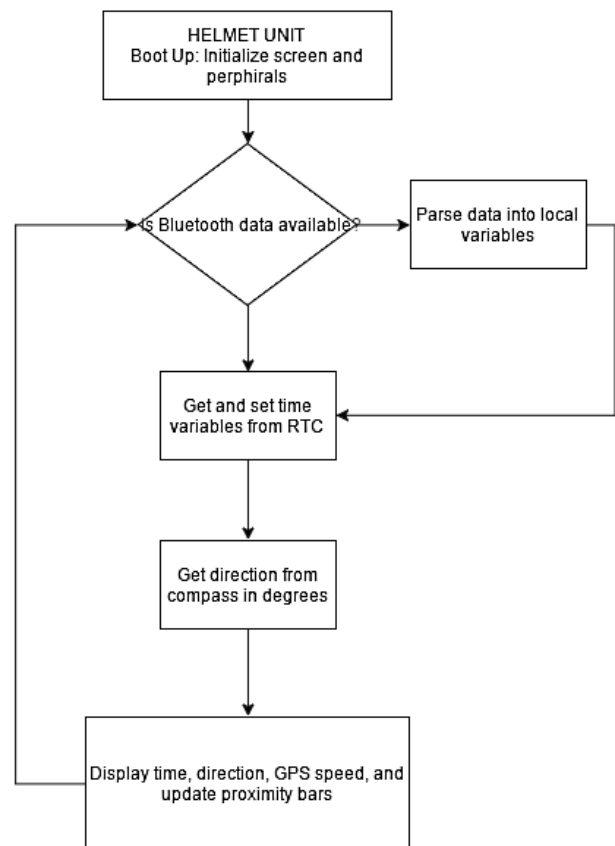 HELMET UNIT
Boot Up: Initialize screen and
perphirals
Is Bluetooth data available?
Parse data into local
variables
Get and set time
variables from RTC
Get direction from
compass in degrees
Display time, direction, GPS speed, and
update proximity bars